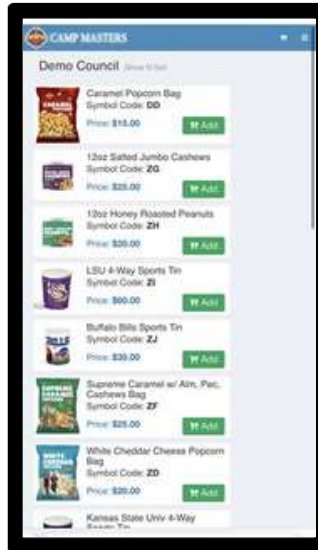 CAMP MASTERS
Demo Council
Caramel Popcorn Bag
Symbol Code: DD
Price: $15.00
Add
12oz Salted Jumbo Cashews
Symbol Code: ZG
Price: $25.00
Add
12oz Honey Roasted Peanuts
Symbol Code: ZH
Price: $20.00
Add
LSU 4-Way Sports Tin
Symbol Code: ZI
Price: $60.00
Add
Buffalo Bills Sports Tin
Symbol Code: ZJ
Price: $30.00
Add
Supreme Caramel w/ Alm, Pec,
Cashews Bag
Symbol Code: ZF
Price: $25.00
Add
White Cheddar Cheese Popcorn
Bag
Symbol Code: ZD
Price: $20.00
Add
Kansas State Univ 4-Way
Sports Tin